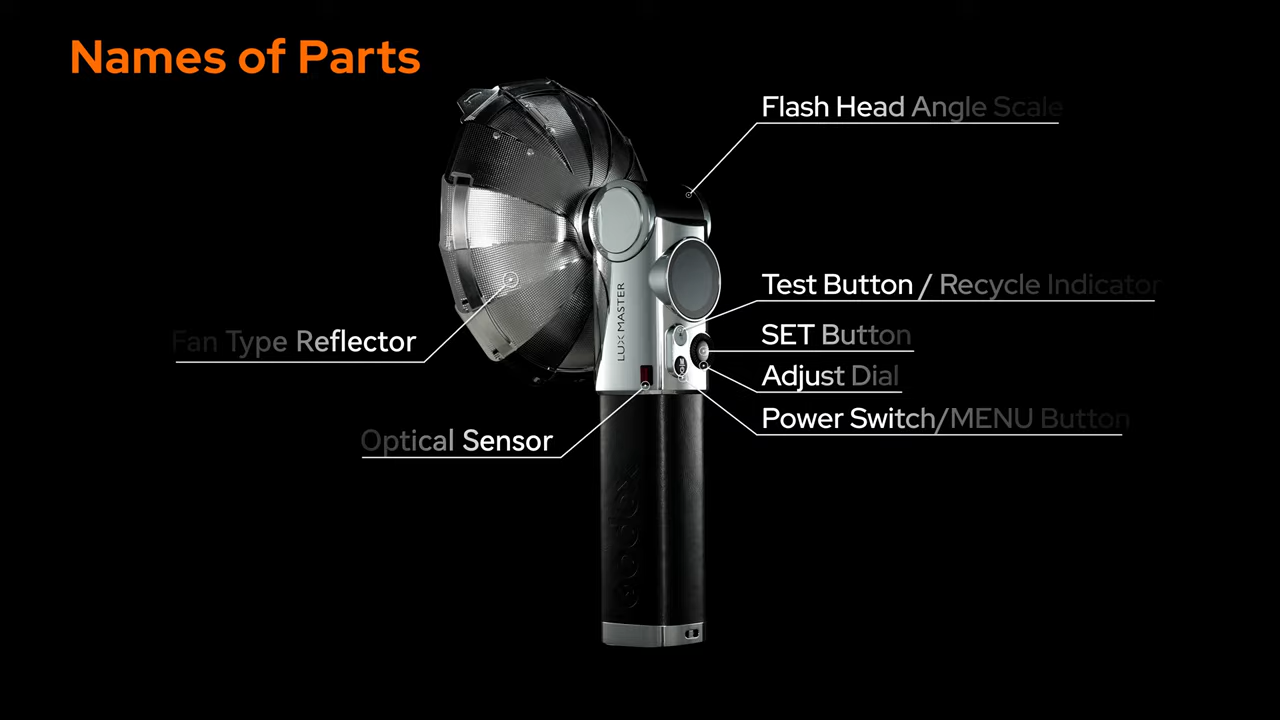 Names of Parts
Flash Head Angle Scale
Test Button / Recycle Indicator
SET Button
Adjust Dial
Power Switch/MENU Button
Fan Type Reflector
Optical Sensor
LUX MASTER
Godox